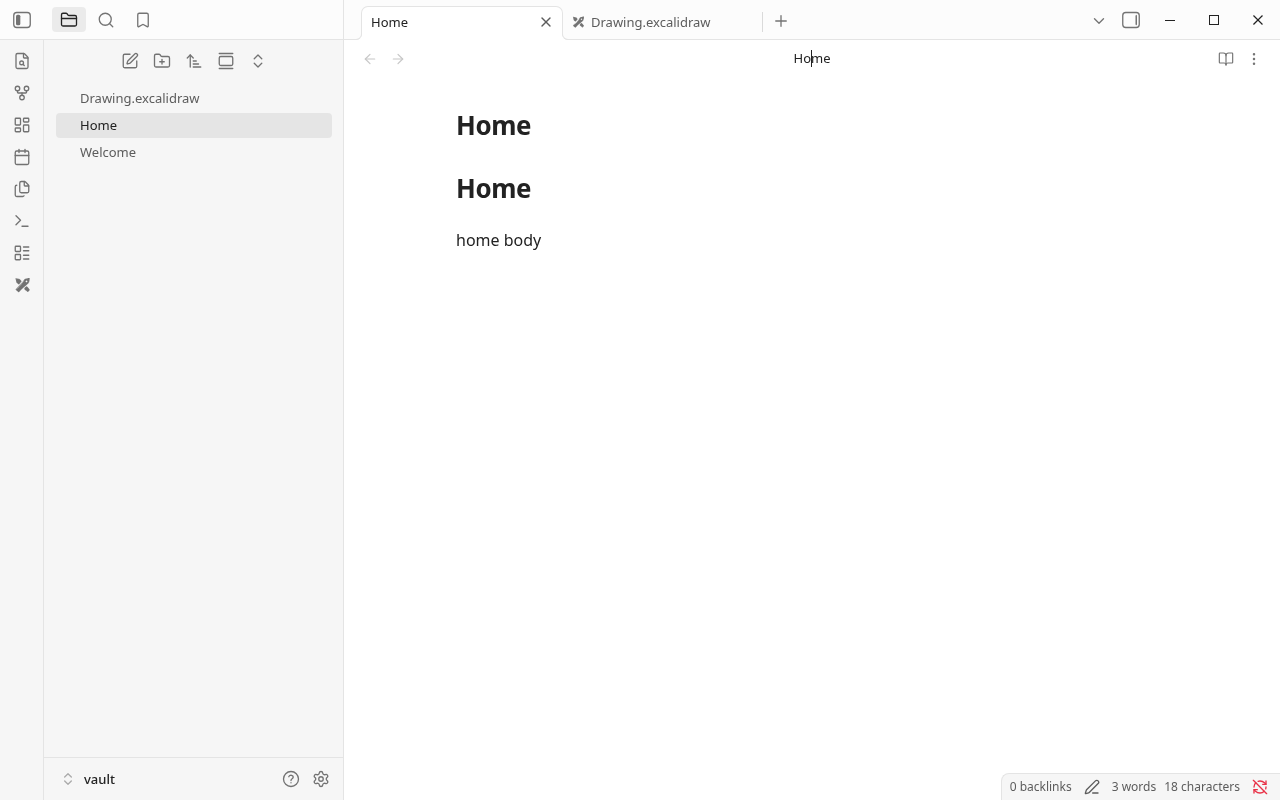 Home
Drawing.excalidraw
Home
Drawing.excalidraw
Home
Welcome
Home
Home
home body
vault
0 backlinks
3 words
18 characters